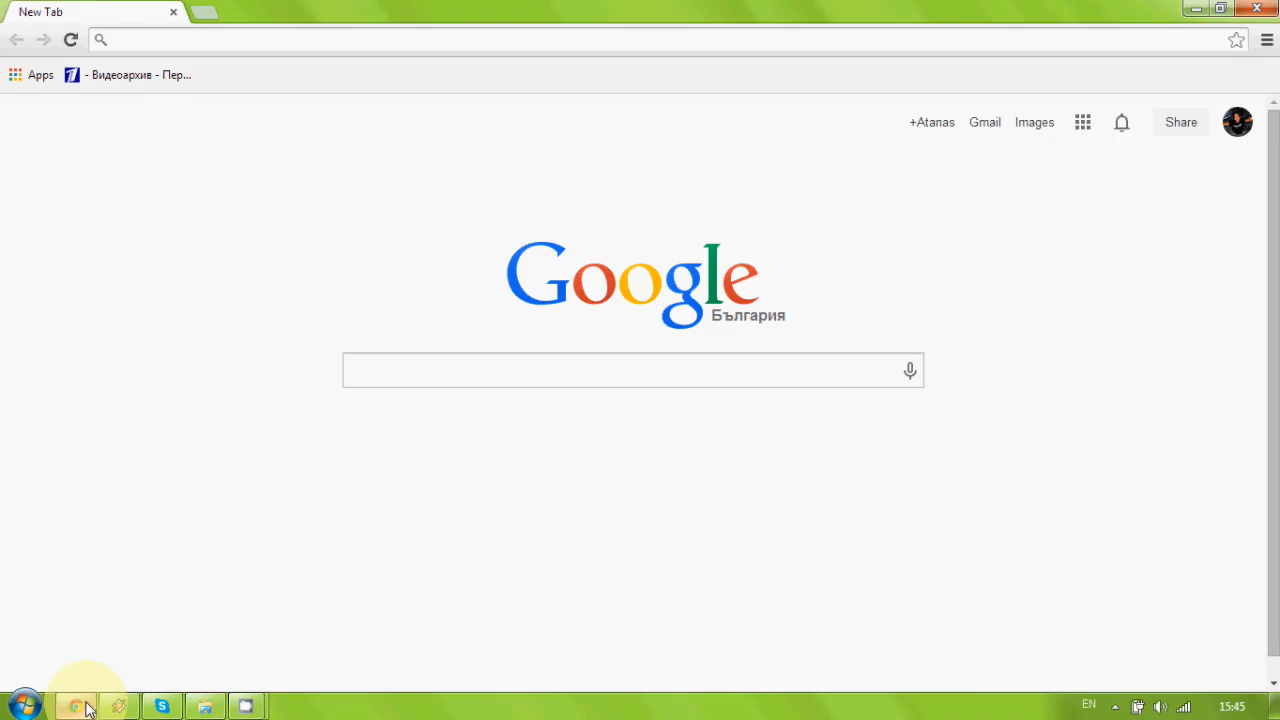 New Tab
Apps
- Видеоархив - Пер...
+Atanas
Gmail
Images
Share
Google
България
EN
15:45